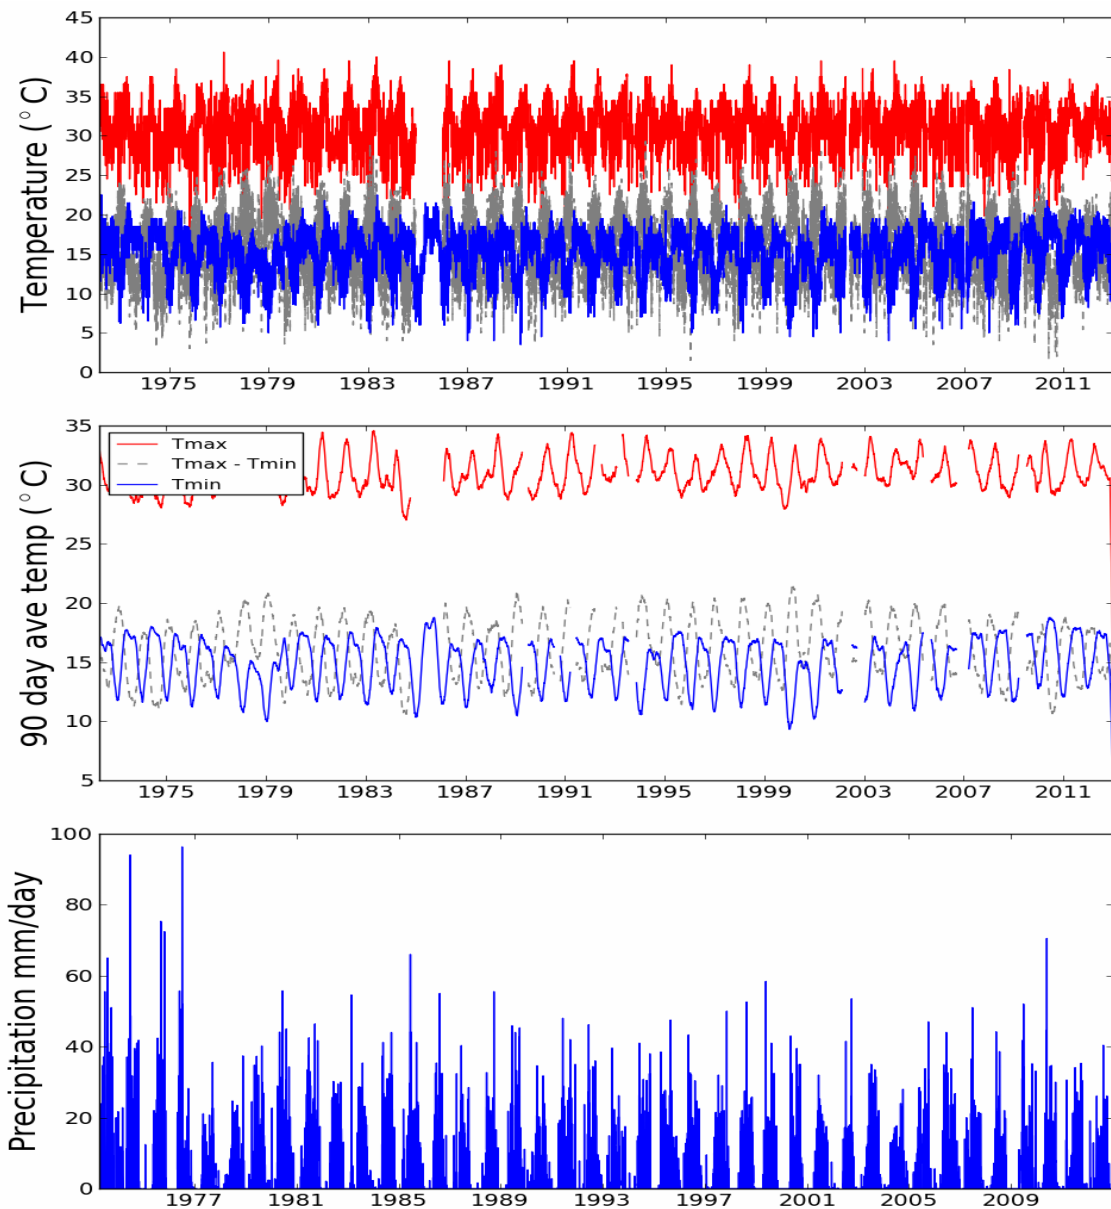 Temperature (°C)
45
40
35
30
25
20
15
10
5
0
1975 1979 1983 1987 1991 1995 1999 2003 2007 2011
90 day ave temp (°C)
35
30
25
20
15
10
5
Tmax
Tmax - Tmin
Tmin
1975 1979 1983 1987 1991 1995 1999 2003 2007 2011
Precipitation mm/day
100
80
60
40
20
0
1977 1981 1985 1989 1993 1997 2001 2005 2009